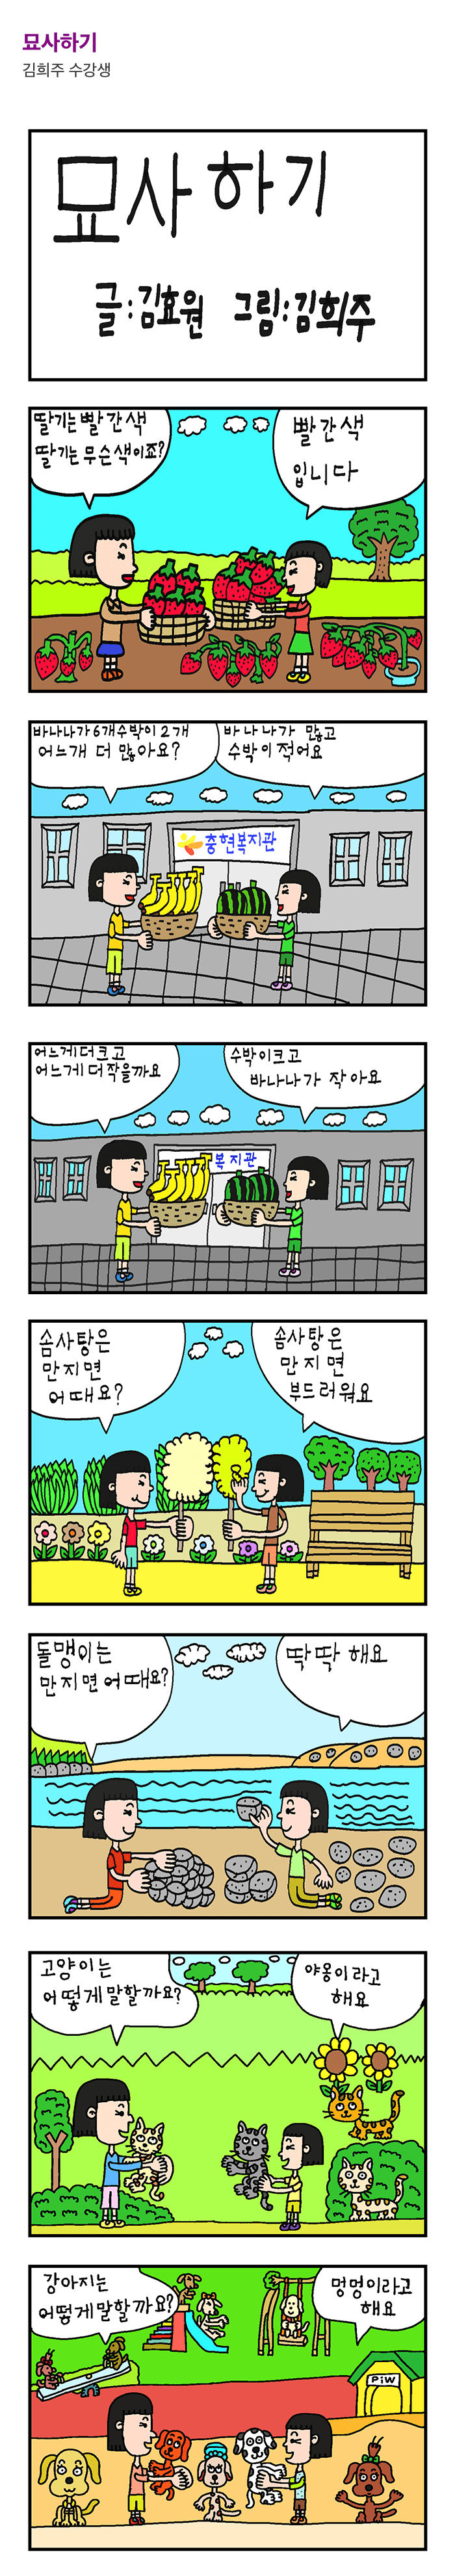 묘사하기
김희주 수강생
묘사하기
글:김효원 그림:김희주
딸기는 빨간색
딸기는 무슨색이죠?
빨간색
입니다
바나나가 6개 수박이 2개
어느개 더 많아요?
바나나가 많고
수박이 적어요
충현복지관
어느게 더 크고
어느게 더 작을까요
수박이 크고
바나나가 작아요
복지관
솜사탕은
만지면
어때요?
솜사탕은
만지면
부드러워요
돌맹이는
만지면 어때요?
딱딱해요
고양이는
어떻게 말할까요?
야옹이라고
해요
강아지는
어떻게 말할까요?
멍멍이라고
해요
PiW